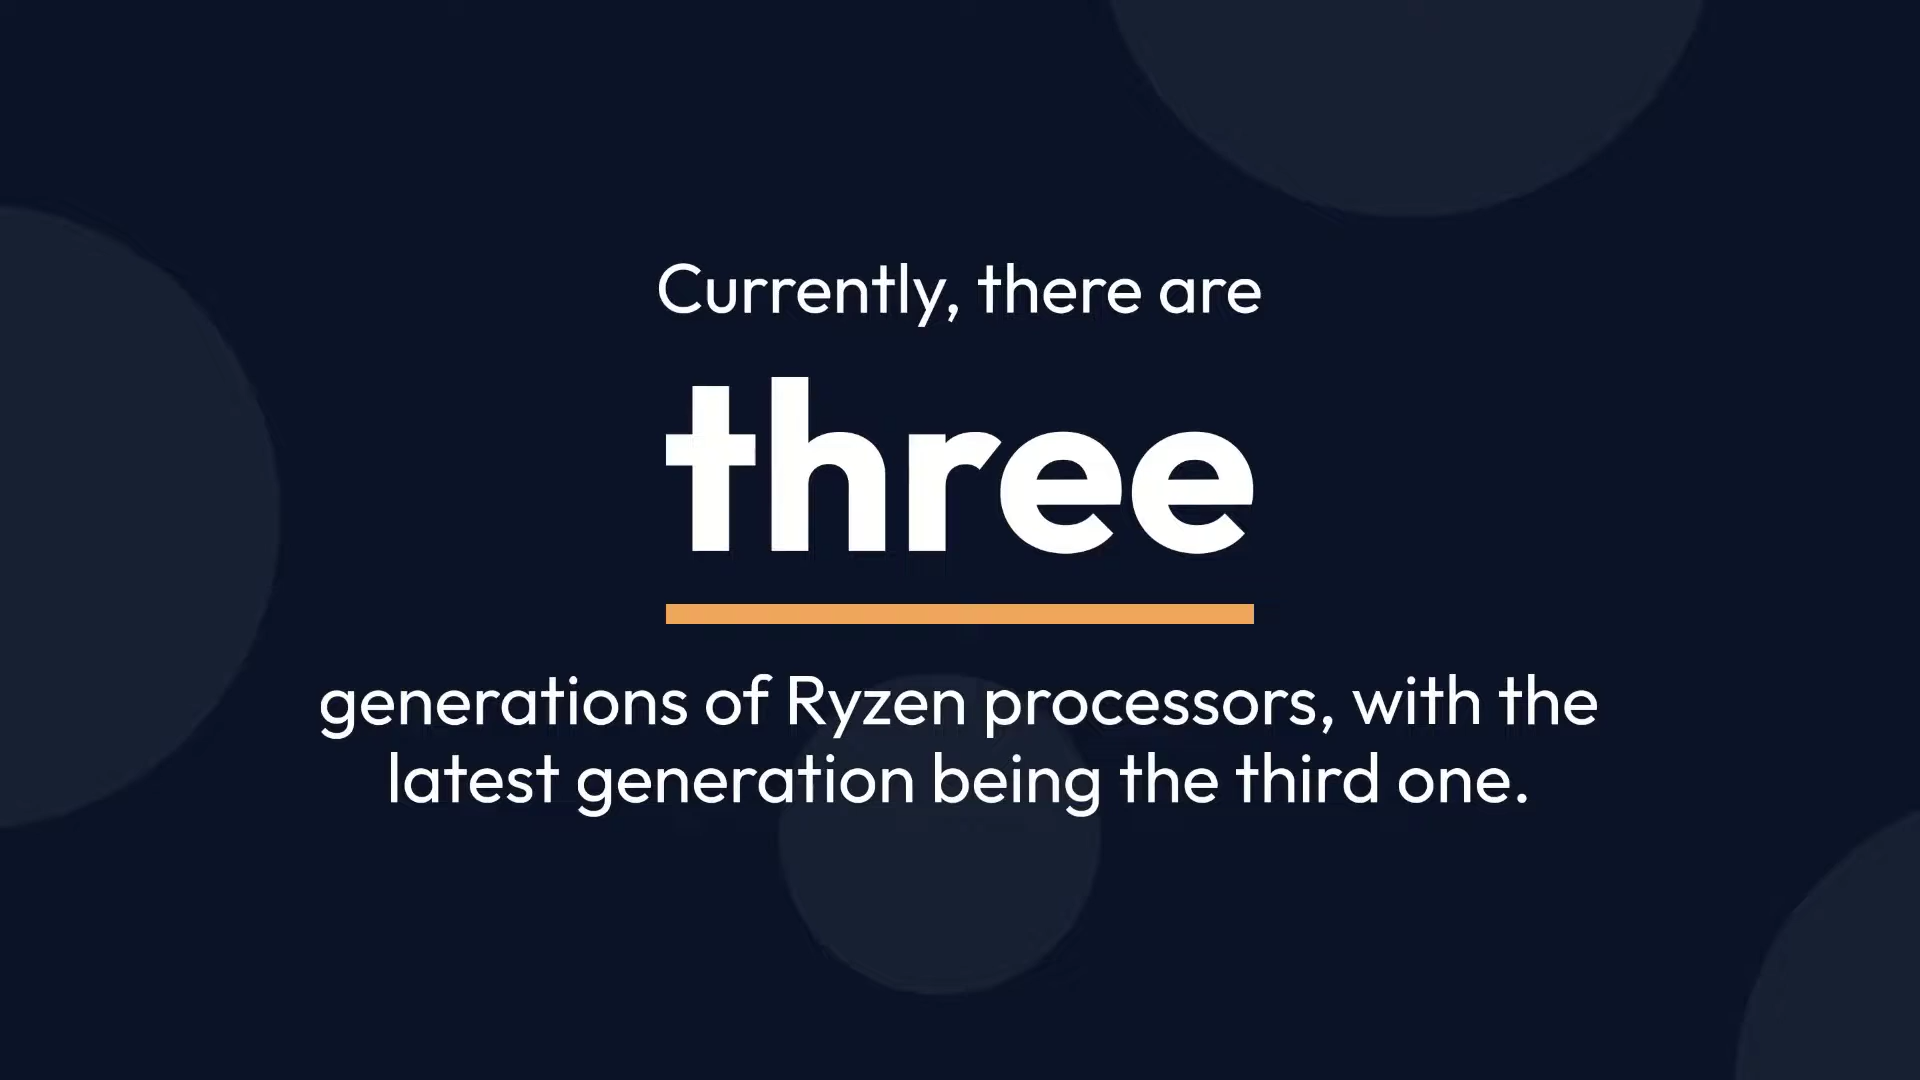 Currently, there are
three
generations of Ryzen processors, with the
latest generation being the third one.